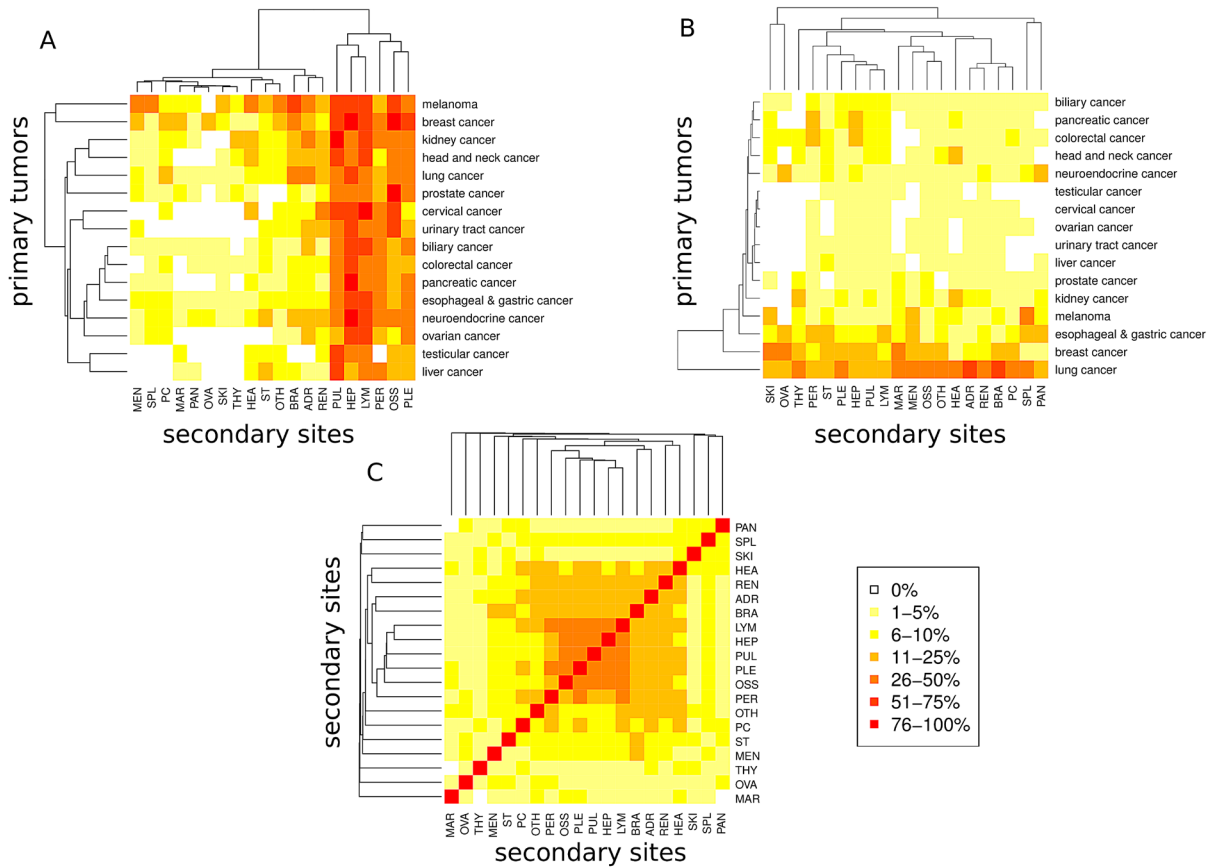 A
primary tumors
melanoma
breast cancer
kidney cancer
head and neck cancer
lung cancer
prostate cancer
cervical cancer
urinary tract cancer
biliary cancer
colorectal cancer
pancreatic cancer
esophageal & gastric cancer
neuroendocrine cancer
ovarian cancer
testicular cancer
liver cancer
MEN SPL PC MAR PAN OVA SKI THY HEA ST OTH BRA ADR REN PUL HEP LYM PER OSS PLE
secondary sites
B
primary tumors
biliary cancer
pancreatic cancer
colorectal cancer
head and neck cancer
neuroendocrine cancer
testicular cancer
cervical cancer
ovarian cancer
urinary tract cancer
liver cancer
prostate cancer
kidney cancer
melanoma
esophageal & gastric cancer
breast cancer
lung cancer
SKI OVA THY PER ST PLE HEP PUL LYM MAR MEN OSS OTH HEA ADR REN BRA PC SPL PAN
secondary sites
C
secondary sites
PAN
SPL
SKI
HEA
REN
ADR
BRA
LYM
HEP
PUL
PLE
OSS
PER
OTH
PC
ST
MEN
THY
OVA
MAR
MAR OVA THY MEN ST PC OTH PER OSS PLE PUL HEP LYM BRA ADR REN HEA SKI SPL PAN
secondary sites
0%
1–5%
6–10%
11–25%
26–50%
51–75%
76–100%